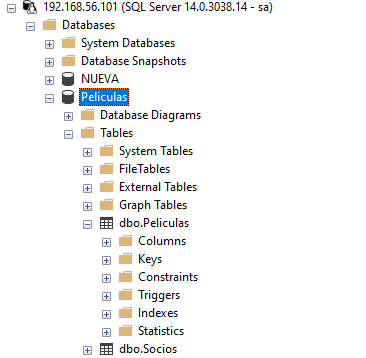 192.168.56.101 (SQL Server 14.0.3038.14 - sa)
Databases
System Databases
Database Snapshots
NUEVA
Peliculas
Database Diagrams
Tables
System Tables
FileTables
External Tables
Graph Tables
dbo.Peliculas
Columns
Keys
Constraints
Triggers
Indexes
Statistics
dbo.Socios